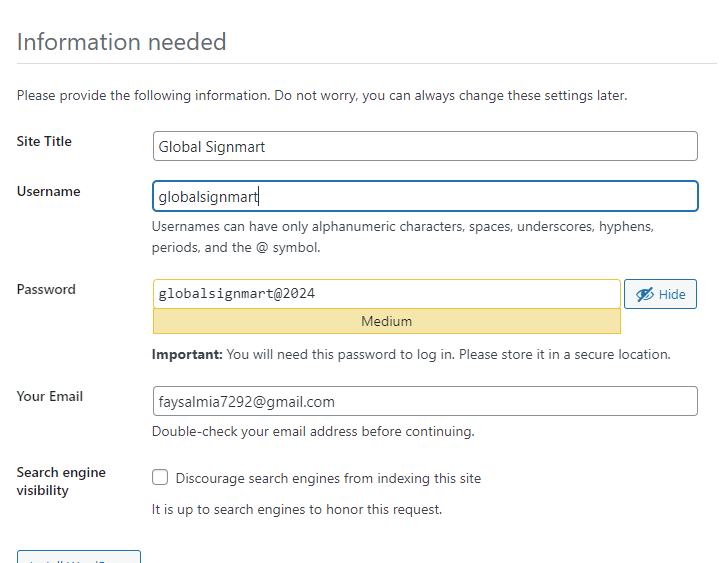 Information needed
Please provide the following information. Do not worry, you can always change these settings later.
Site Title
Global Signmart
Username
globalsignmart
Usernames can have only alphanumeric characters, spaces, underscores, hyphens,
periods, and the @ symbol.
Password
globalsignmart@2024
Hide
Medium
Important: You will need this password to log in. Please store it in a secure location.
Your Email
faysalmia7292@gmail.com
Double-check your email address before continuing.
Search engine
visibility
Discourage search engines from indexing this site
It is up to search engines to honor this request.